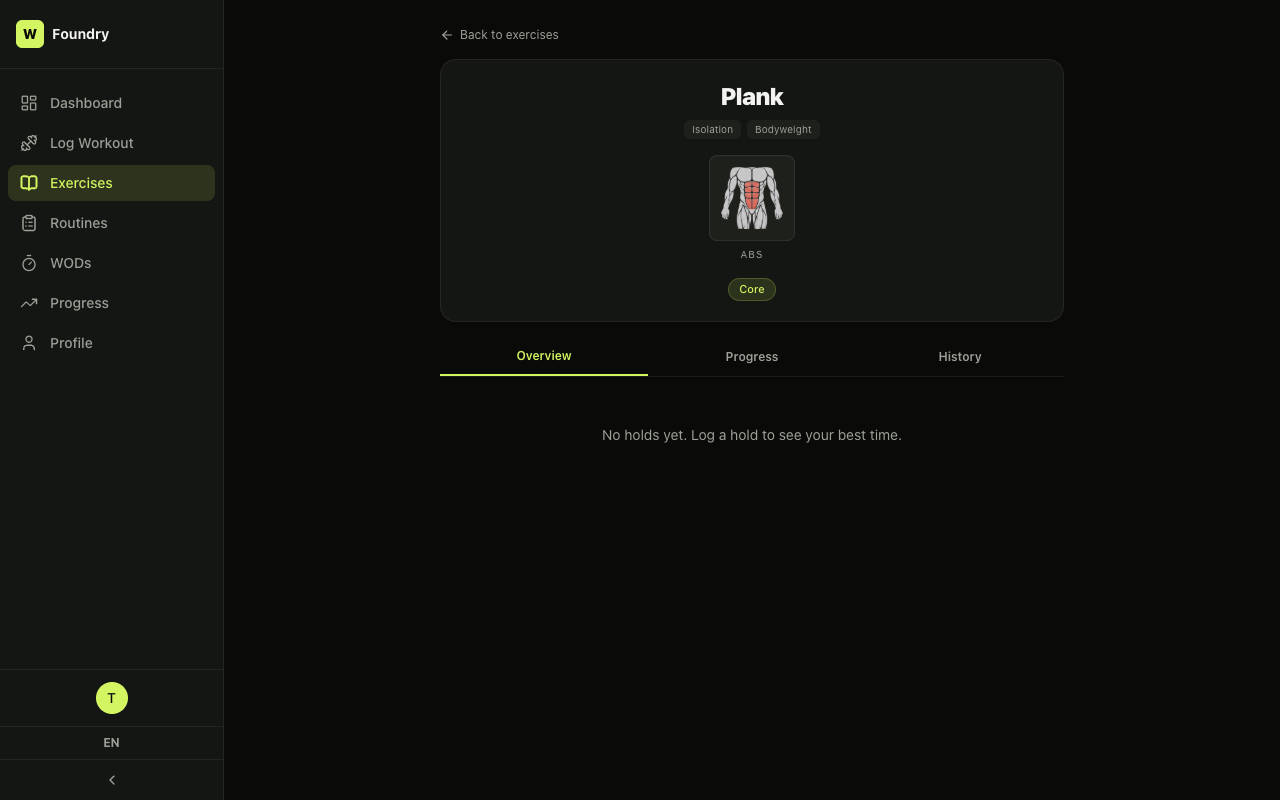 W Foundry
Dashboard
Log Workout
Exercises
Routines
WODs
Progress
Profile
T
EN
Back to exercises
Plank
Isolation Bodyweight
ABS
Core
Overview Progress History
No holds yet. Log a hold to see your best time.